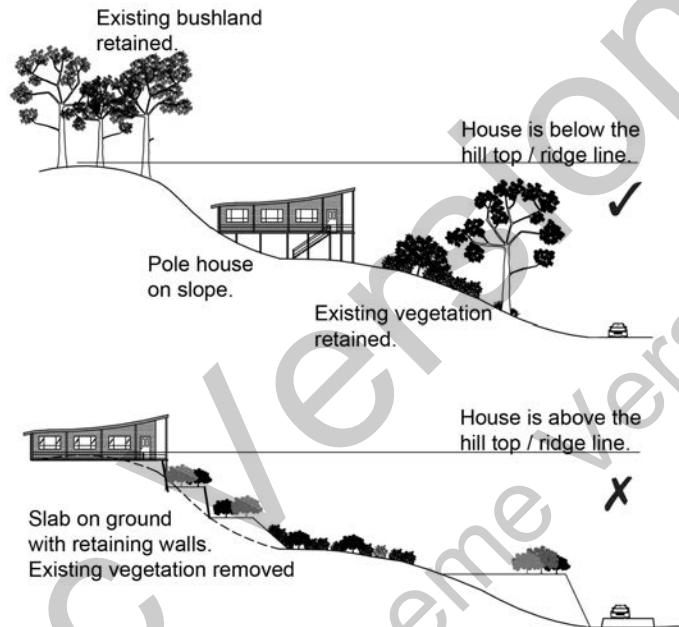 Existing bushland
retained.
House is below the
hill top / ridge line.
Pole house
on slope.
Existing vegetation
retained.
House is above the
hill top / ridge line.
Slab on ground
with retaining walls.
Existing vegetation removed
Version